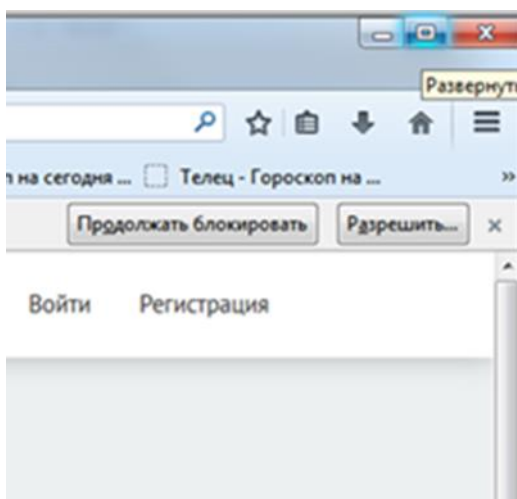 Развернуть
п на сегодня ... Телец - Гороскоп на ... »
Продолжать блокировать Разрешить...
Войти Регистрация